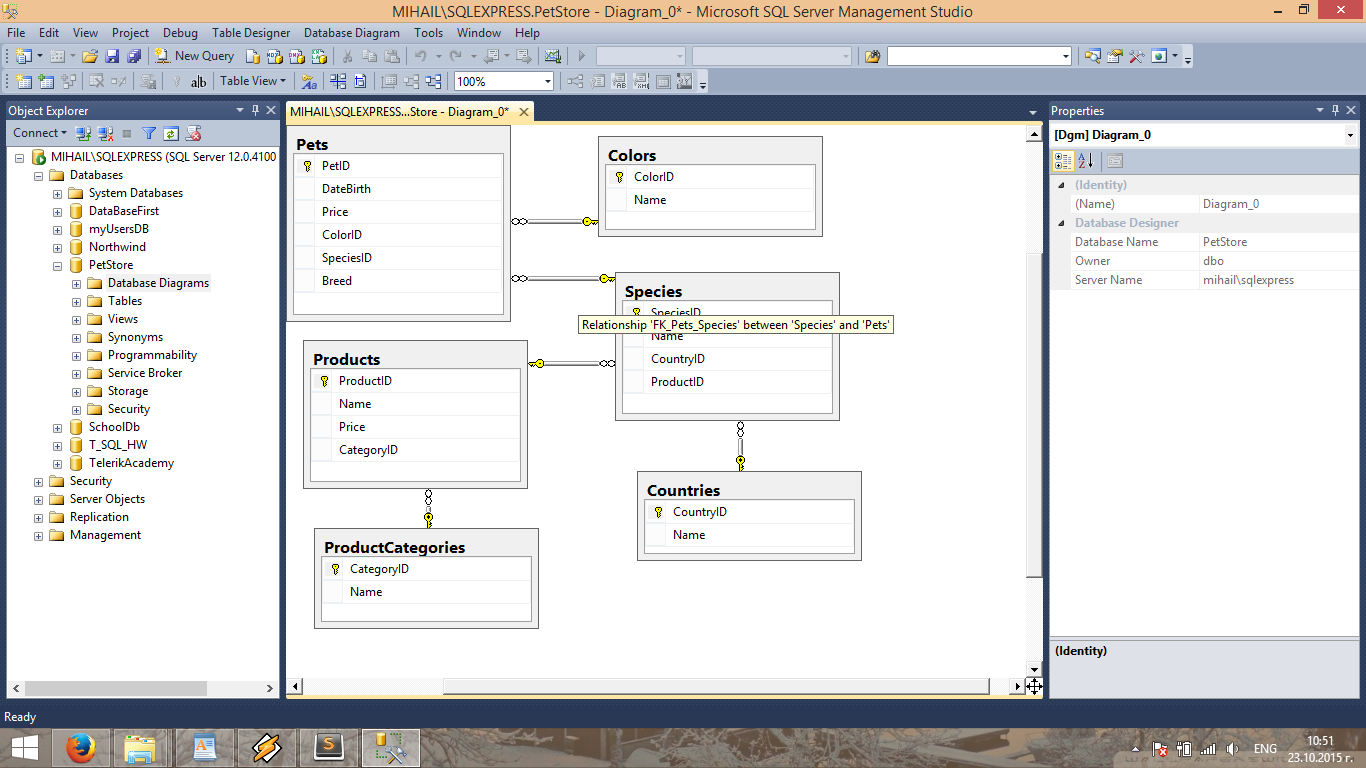 MIHAIL\SQLEXPRESS.PetStore - Diagram_0* - Microsoft SQL Server Management Studio
File Edit View Project Debug Table Designer Database Diagram Tools Window Help
New Query
ab Table View 100%
Object Explorer
Connect
MIHAIL\SQLEXPRESS (SQL Server 12.0.4100
Databases
System Databases
DataBaseFirst
myUsersDB
Northwind
PetStore
Database Diagrams
Tables
Views
Synonyms
Programmability
Service Broker
Storage
Security
SchoolDb
T_SQL_HW
TelerikAcademy
Security
Server Objects
Replication
Management
MIHAIL\SQLEXPRESS...Store - Diagram_0*
Pets
PetID
DateBirth
Price
ColorID
SpeciesID
Breed
Colors
ColorID
Name
Species
SpeciesID
Relationship 'FK_Pets_Species' between 'Species' and 'Pets'
Name
CountryID
ProductID
Products
ProductID
Name
Price
CategoryID
Countries
CountryID
Name
ProductCategories
CategoryID
Name
Properties
[Dgm] Diagram_0
(Identity)
(Name) Diagram_0
Database Designer
Database Name PetStore
Owner dbo
Server Name mihail\sqlexpress
(Identity)
Ready
ENG
10:51
23.10.2015 г.